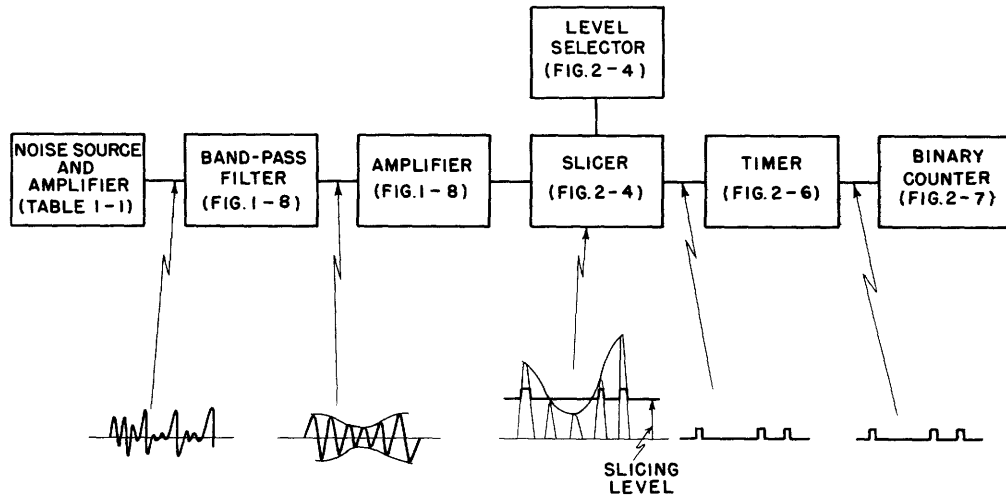 LEVEL
SELECTOR
(FIG. 2-4)
NOISE SOURCE
AND
AMPLIFIER
(TABLE 1-1)
BAND-PASS
FILTER
(FIG. 1-8)
AMPLIFIER
(FIG. 1-8)
SLICER
(FIG. 2-4)
TIMER
(FIG. 2-6)
BINARY
COUNTER
(FIG. 2-7)
SLICING
LEVEL